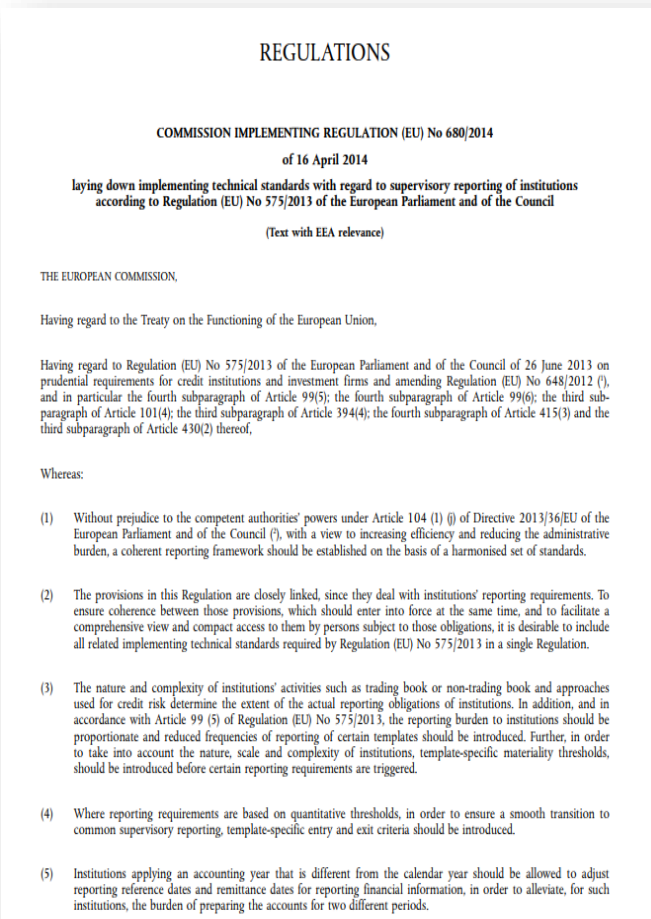 REGULATIONS
COMMISSION IMPLEMENTING REGULATION (EU) No 680/2014
of 16 April 2014
laying down implementing technical standards with regard to supervisory reporting of institutions
according to Regulation (EU) No 575/2013 of the European Parliament and of the Council
(Text with EEA relevance)
THE EUROPEAN COMMISSION,
Having regard to the Treaty on the Functioning of the European Union,
Having regard to Regulation (EU) No 575/2013 of the European Parliament and of the Council of 26 June 2013 on
prudential requirements for credit institutions and investment firms and amending Regulation (EU) No 648/2012 (¹),
and in particular the fourth subparagraph of Article 99(5); the fourth subparagraph of Article 99(6); the third sub-
paragraph of Article 101(4); the third subparagraph of Article 394(4); the fourth subparagraph of Article 415(3) and the
third subparagraph of Article 430(2) thereof,
Whereas:
(1) Without prejudice to the competent authorities' powers under Article 104 (1) (j) of Directive 2013/36/EU of the
European Parliament and of the Council (²), with a view to increasing efficiency and reducing the administrative
burden, a coherent reporting framework should be established on the basis of a harmonised set of standards.
(2) The provisions in this Regulation are closely linked, since they deal with institutions' reporting requirements. To
ensure coherence between those provisions, which should enter into force at the same time, and to facilitate a
comprehensive view and compact access to them by persons subject to those obligations, it is desirable to include
all related implementing technical standards required by Regulation (EU) No 575/2013 in a single Regulation.
(3) The nature and complexity of institutions' activities such as trading book or non-trading book and approaches
used for credit risk determine the extent of the actual reporting obligations of institutions. In addition, and in
accordance with Article 99 (5) of Regulation (EU) No 575/2013, the reporting burden to institutions should be
proportionate and reduced frequencies of reporting of certain templates should be introduced. Further, in order
to take into account the nature, scale and complexity of institutions, template-specific materiality thresholds,
should be introduced before certain reporting requirements are triggered.
(4) Where reporting requirements are based on quantitative thresholds, in order to ensure a smooth transition to
common supervisory reporting, template-specific entry and exit criteria should be introduced.
(5) Institutions applying an accounting year that is different from the calendar year should be allowed to adjust
reporting reference dates and remittance dates for reporting financial information, in order to alleviate, for such
institutions, the burden of preparing the accounts for two different periods.